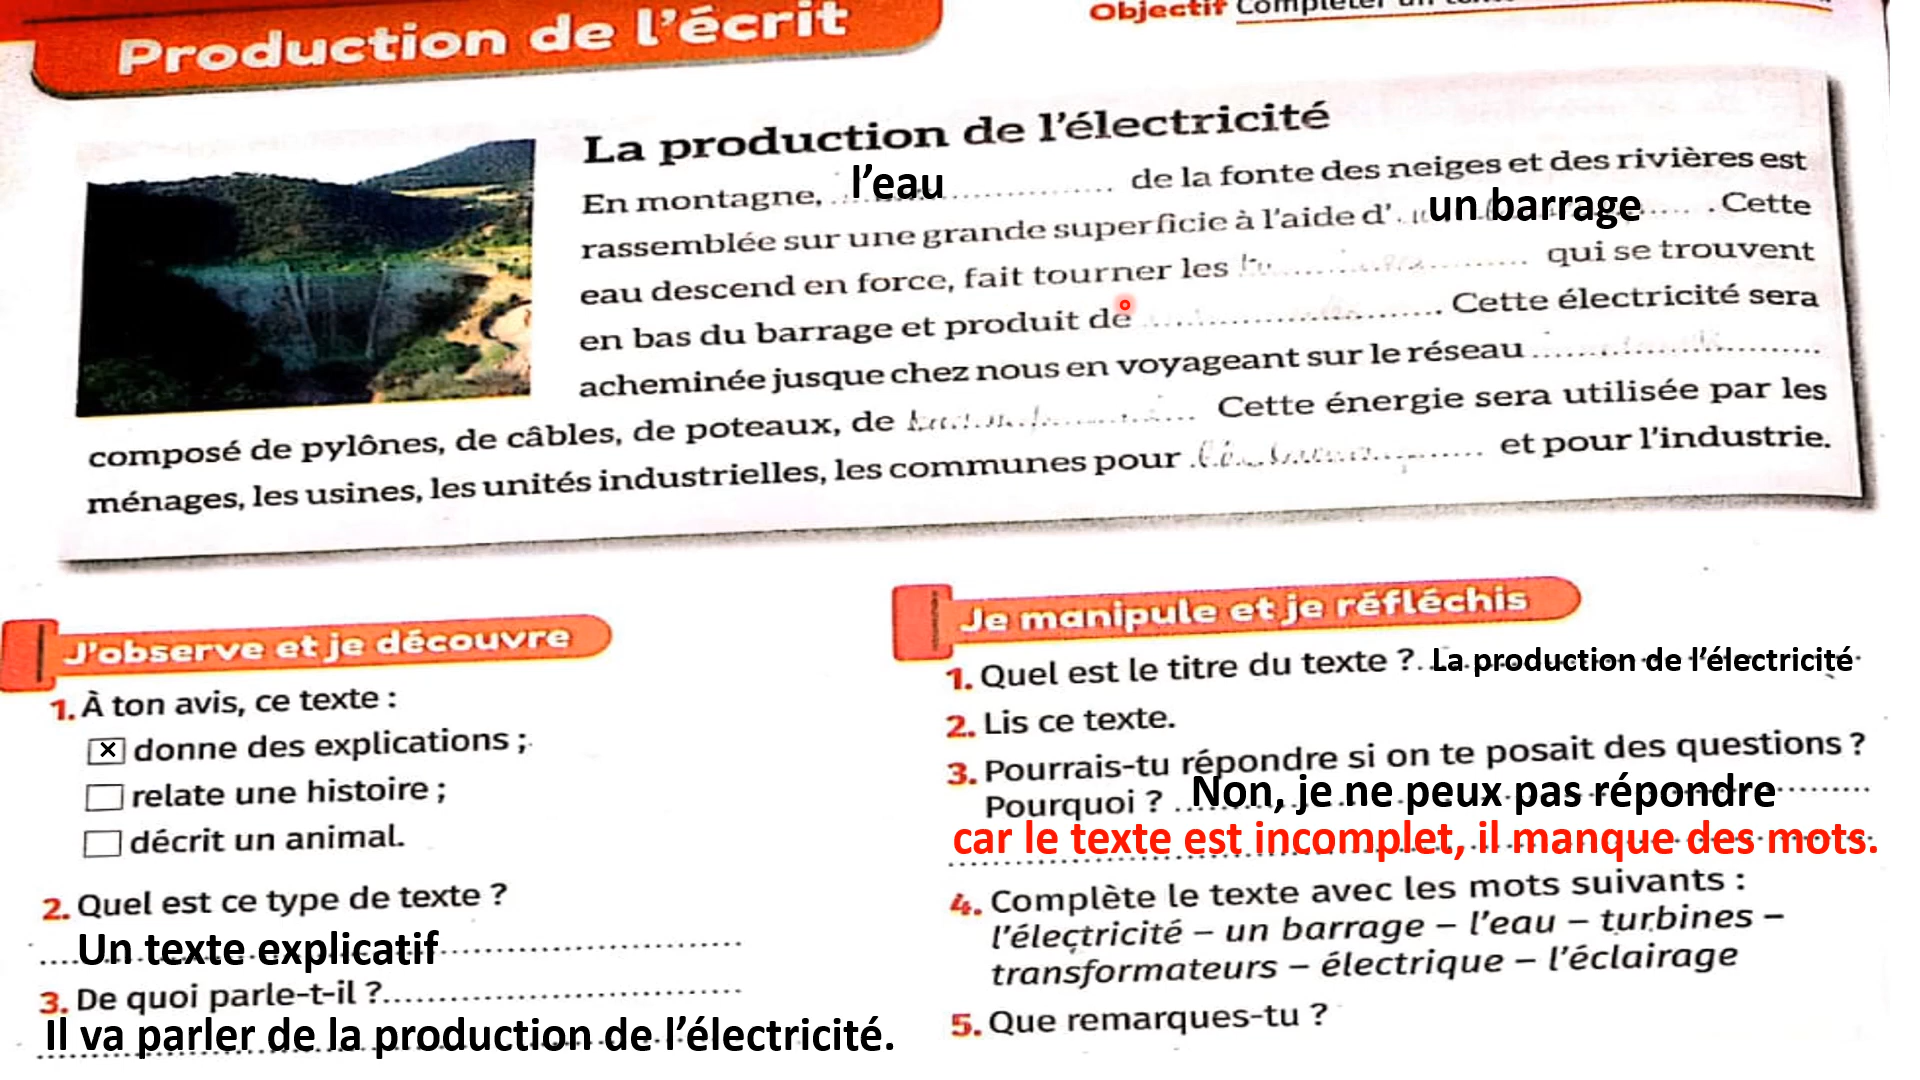 Production de l'écrit
Objectif Compléter un
La production de l'électricité
En montagne, l'eau de la fonte des neiges et des rivières est
rassemblée sur une grande superficie à l'aide d' un barrage . Cette
eau descend en force, fait tourner les ........ qui se trouvent
en bas du barrage et produit de ........ . Cette électricité sera
acheminée jusque chez nous en voyageant sur le réseau ........
composé de pylônes, de câbles, de poteaux, de ........ Cette énergie sera utilisée par les
ménages, les usines, les unités industrielles, les communes pour ........ et pour l'industrie.
J'observe et je découvre
1. À ton avis, ce texte :
☒ donne des explications ;
☐ relate une histoire ;
☐ décrit un animal.
2. Quel est ce type de texte ?
Un texte explicatif
3. De quoi parle-t-il ?
Il va parler de la production de l'électricité.
Je manipule et je réfléchis
1. Quel est le titre du texte ? La production de l'électricité
2. Lis ce texte.
3. Pourrais-tu répondre si on te posait des questions ?
Pourquoi ? Non, je ne peux pas répondre
car le texte est incomplet, il manque des mots.
4. Complète le texte avec les mots suivants :
l'électricité – un barrage – l'eau – turbines –
transformateurs – électrique – l'éclairage
5. Que remarques-tu ?